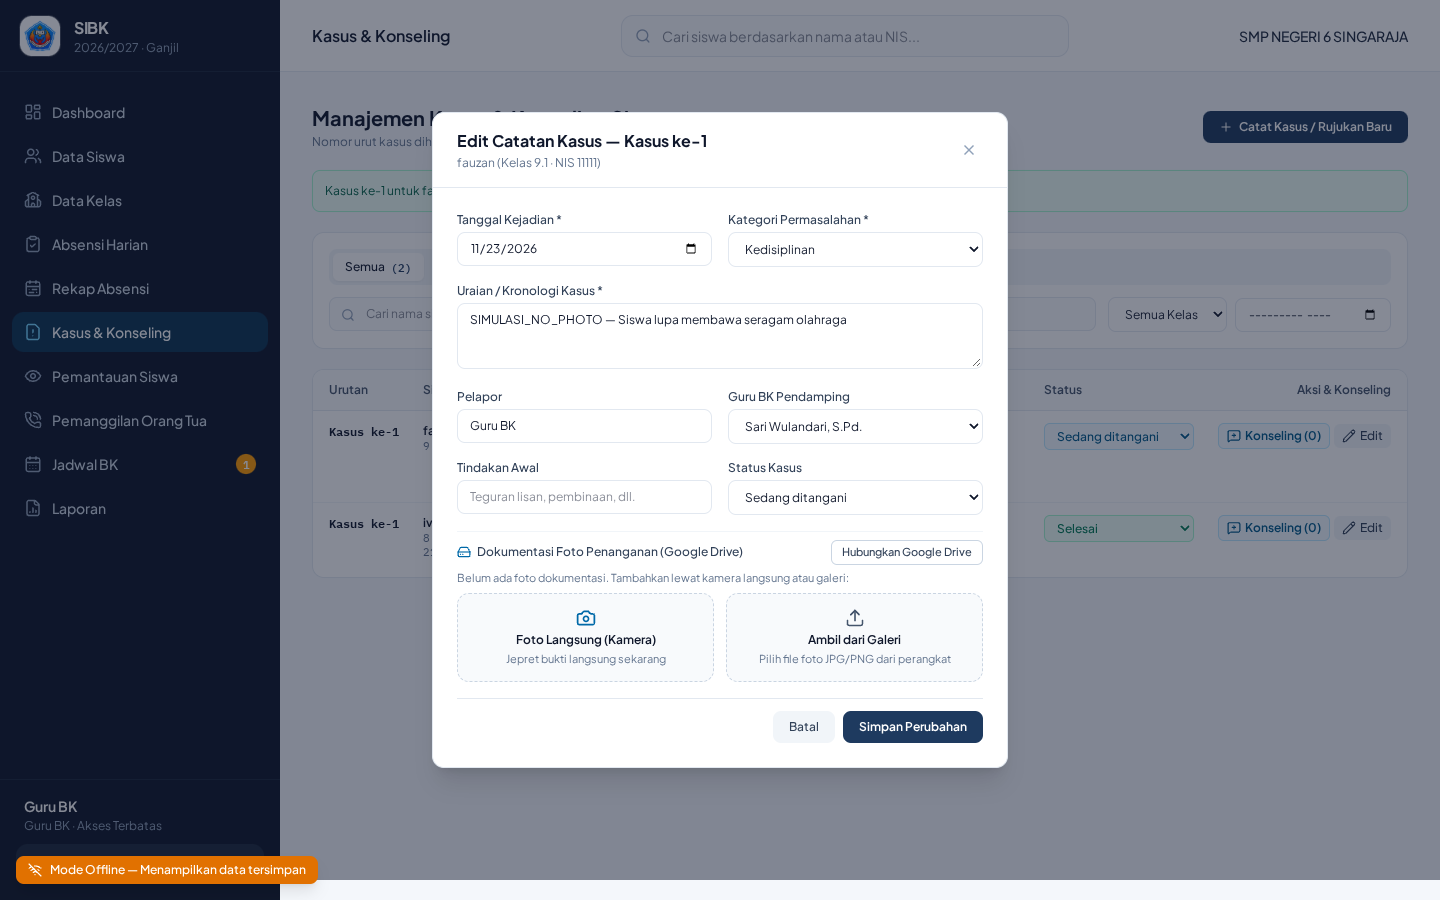 SIBK
2026/2027 · Ganjil
Dashboard
Data Siswa
Data Kelas
Absensi Harian
Rekap Absensi
Kasus & Konseling
Pemantauan Siswa
Pemanggilan Orang Tua
Jadwal BK
1
Laporan
Guru BK
Guru BK · Akses Terbatas
Mode Offline — Menampilkan data tersimpan
Kasus & Konseling
Cari siswa berdasarkan nama atau NIS...
SMP NEGERI 6 SINGARAJA
Manajemen
Nomor urut kasus dih
Catat Kasus / Rujukan Baru
Kasus ke-1 untuk fa
Semua (2)
Cari nama s
Semua Kelas
--------- ----
Urutan
Status
Aksi & Konseling
Kasus ke-1
Sedang ditangani
Konseling (0)
Edit
Kasus ke-1
Selesai
Konseling (0)
Edit
Edit Catatan Kasus — Kasus ke-1
fauzan (Kelas 9.1 · NIS 11111)
Tanggal Kejadian *
Kategori Permasalahan *
11/23/2026
Kedisiplinan
Uraian / Kronologi Kasus *
SIMULASI_NO_PHOTO — Siswa lupa membawa seragam olahraga
Pelapor
Guru BK Pendamping
Guru BK
Sari Wulandari, S.Pd.
Tindakan Awal
Status Kasus
Teguran lisan, pembinaan, dll.
Sedang ditangani
Dokumentasi Foto Penanganan (Google Drive)
Hubungkan Google Drive
Belum ada foto dokumentasi. Tambahkan lewat kamera langsung atau galeri:
Foto Langsung (Kamera)
Jepret bukti langsung sekarang
Ambil dari Galeri
Pilih file foto JPG/PNG dari perangkat
Batal
Simpan Perubahan